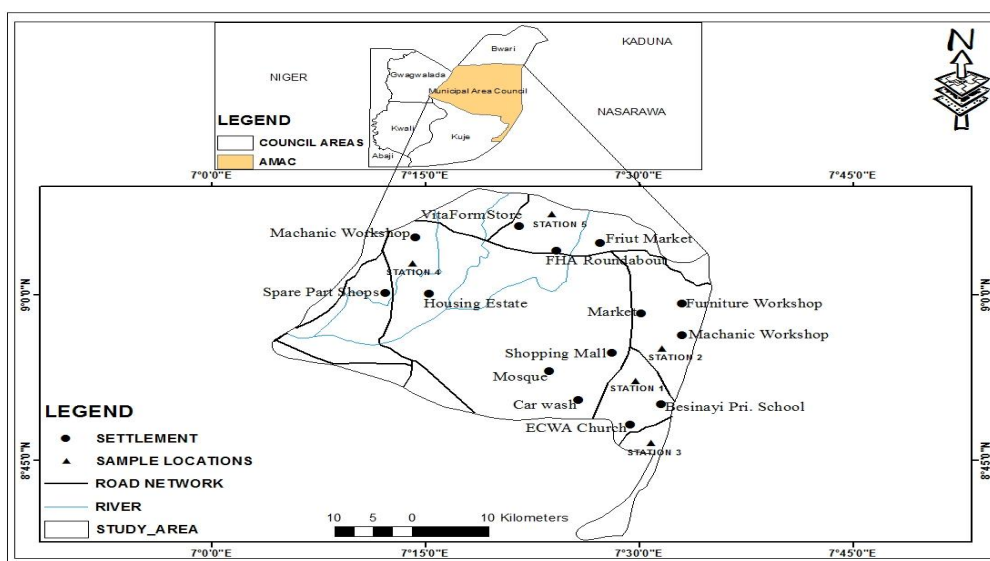 N
KADUNA
Bwari
NIGER
Gwagwalada
Municipal Area Council
NASARAWA
LEGEND
COUNCIL AREAS
AMAC
Kwali
Kuje
Abaji
7°0'0"E 7°15'0"E 7°30'0"E 7°45'0"E
VitaFormStore
STATION 5
Machanic Workshop
Friut Market
FHA Roundabout
STATION 4
9°0'0"N 9°0'0"N
Spare Part Shops
Housing Estate
Furniture Workshop
Market
Machanic Workshop
Shopping Mall
STATION 2
Mosque
STATION 1
Car wash
Besinayi Pri. School
ECWA Church
STATION 3
8°45'0"N 8°45'0"N
LEGEND
SETTLEMENT
SAMPLE LOCATIONS
ROAD NETWORK
RIVER
STUDY_AREA
10 5 0 10 Kilometers
7°0'0"E 7°15'0"E 7°30'0"E 7°45'0"E